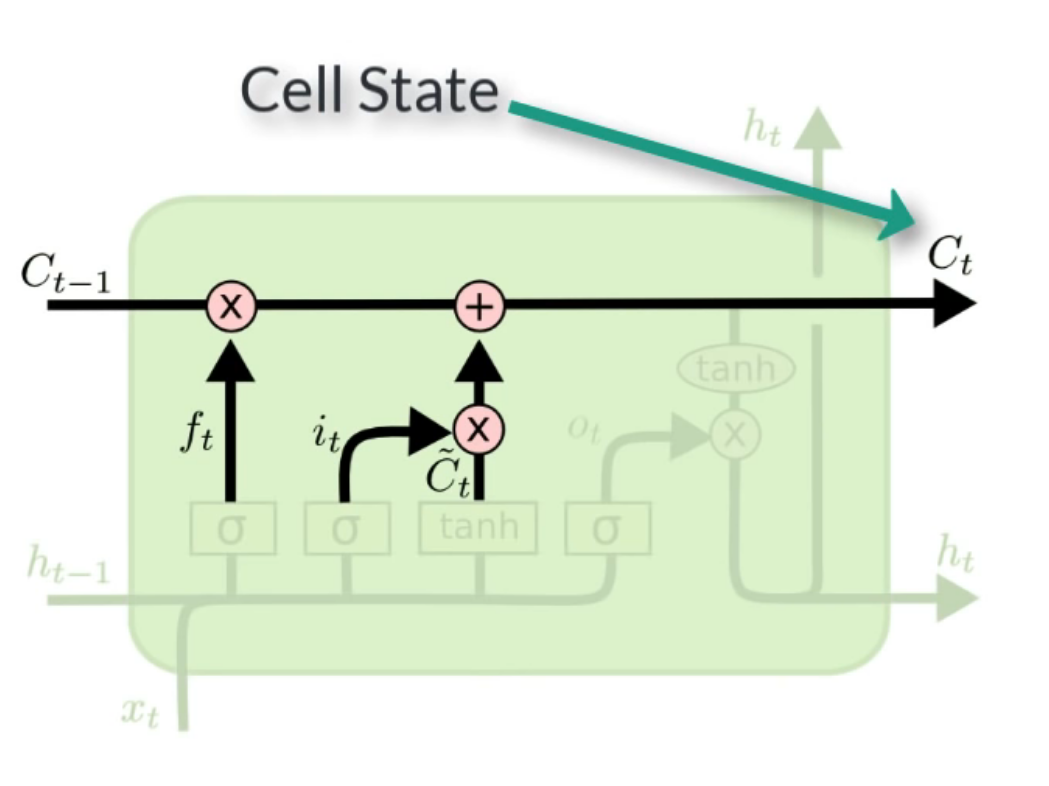 Cell State
h_t
C_{t-1}
C_t
x
+
tanh
f_t
i_t
x
o_t
x
C̃_t
σ
σ
tanh
σ
h_{t-1}
h_t
x_t